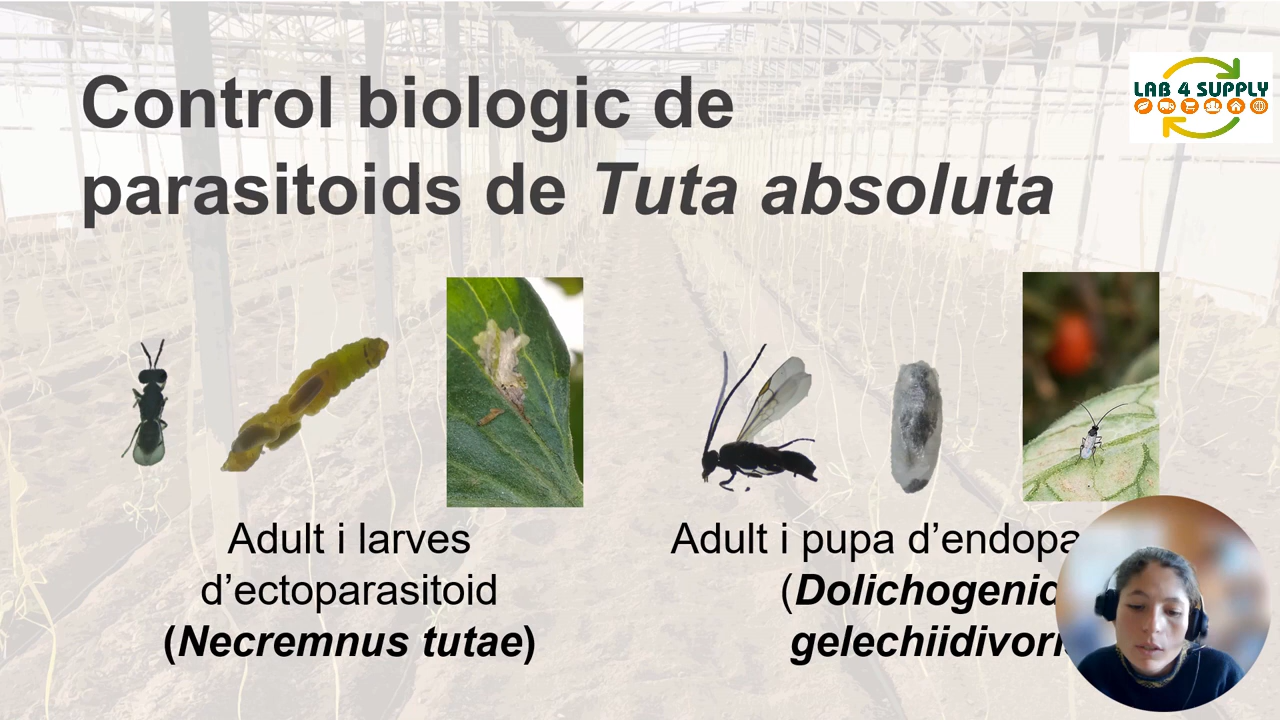 Control biologic de
parasitoids de Tuta absoluta
LAB 4 SUPPLY
Adult i larves
d’ectoparasitoid
(Necremnus tutae)
Adult i pupa d’endopa
(Dolichogenid
gelechiidivori